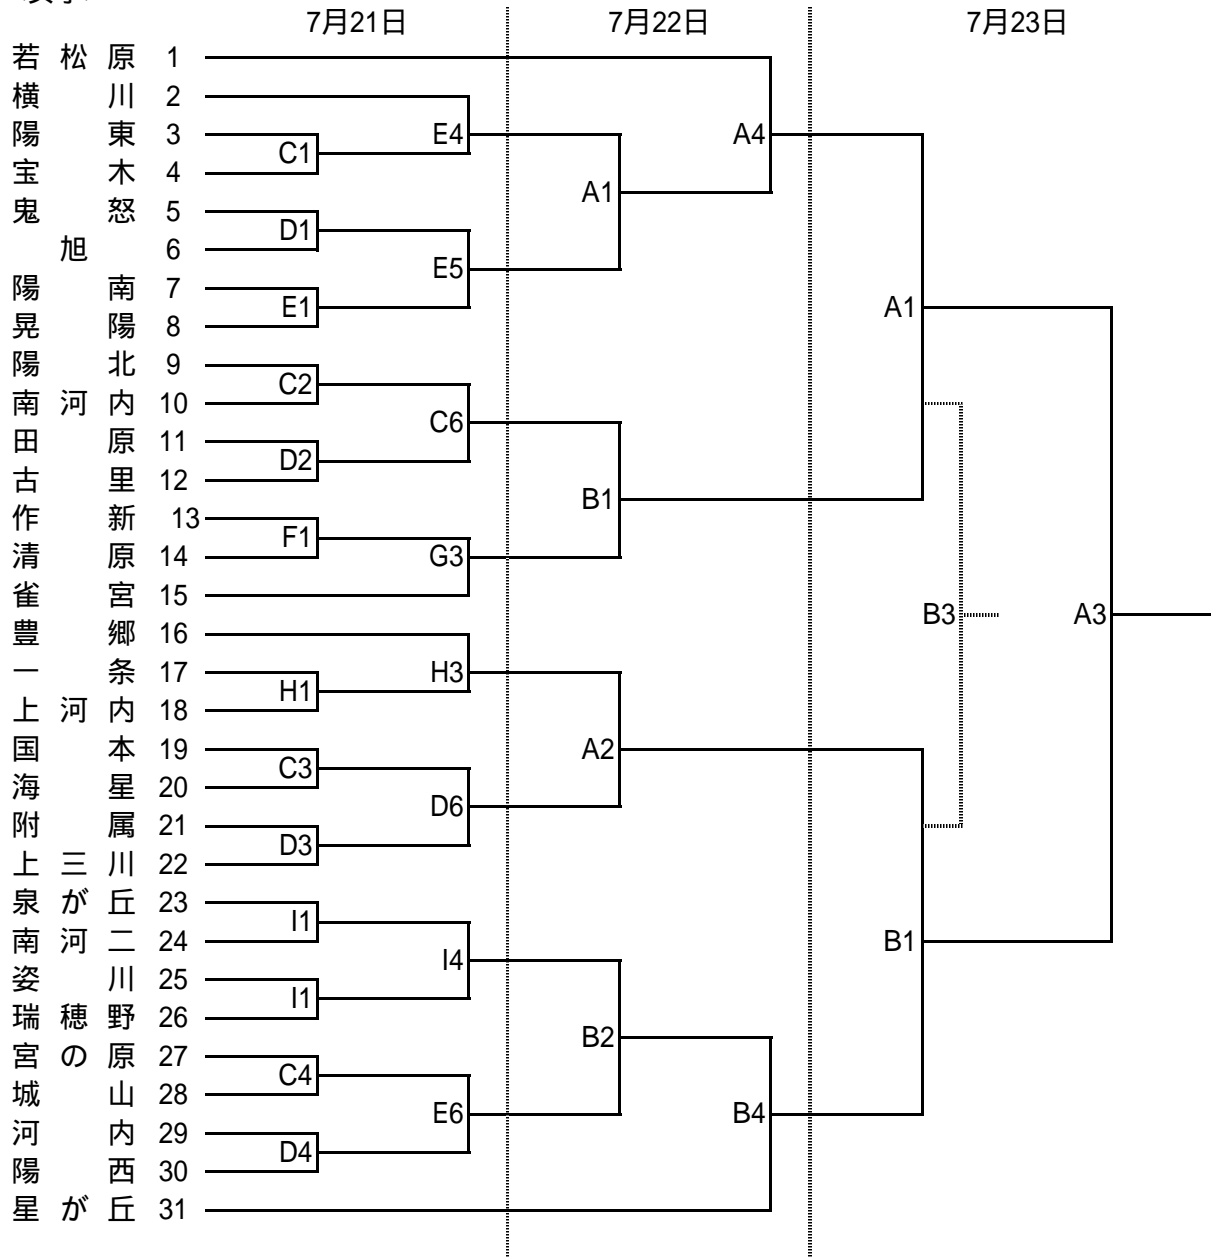 7月21日 7月22日 7月23日
若松原 1
横川 2
陽東 3
宝木 4
鬼怒 5
旭 6
陽南 7
晃陽 8
陽北 9
南河内 10
田原 11
古里 12
作新 13
清原 14
雀宮 15
豊郷 16
一条 17
上河内 18
国本 19
海星 20
附属 21
上三川 22
泉が丘 23
南河二 24
姿川 25
瑞穂野 26
宮の原 27
城山 28
河内 29
陽西 30
星が丘 31
C1
D1
E1
C2
D2
F1
H1
C3
D3
I1
I1
C4
D4
E4
E5
C6
G3
H3
D6
I4
E6
A1
B1
A2
B2
A4
B4
A1
B1
B3
A3